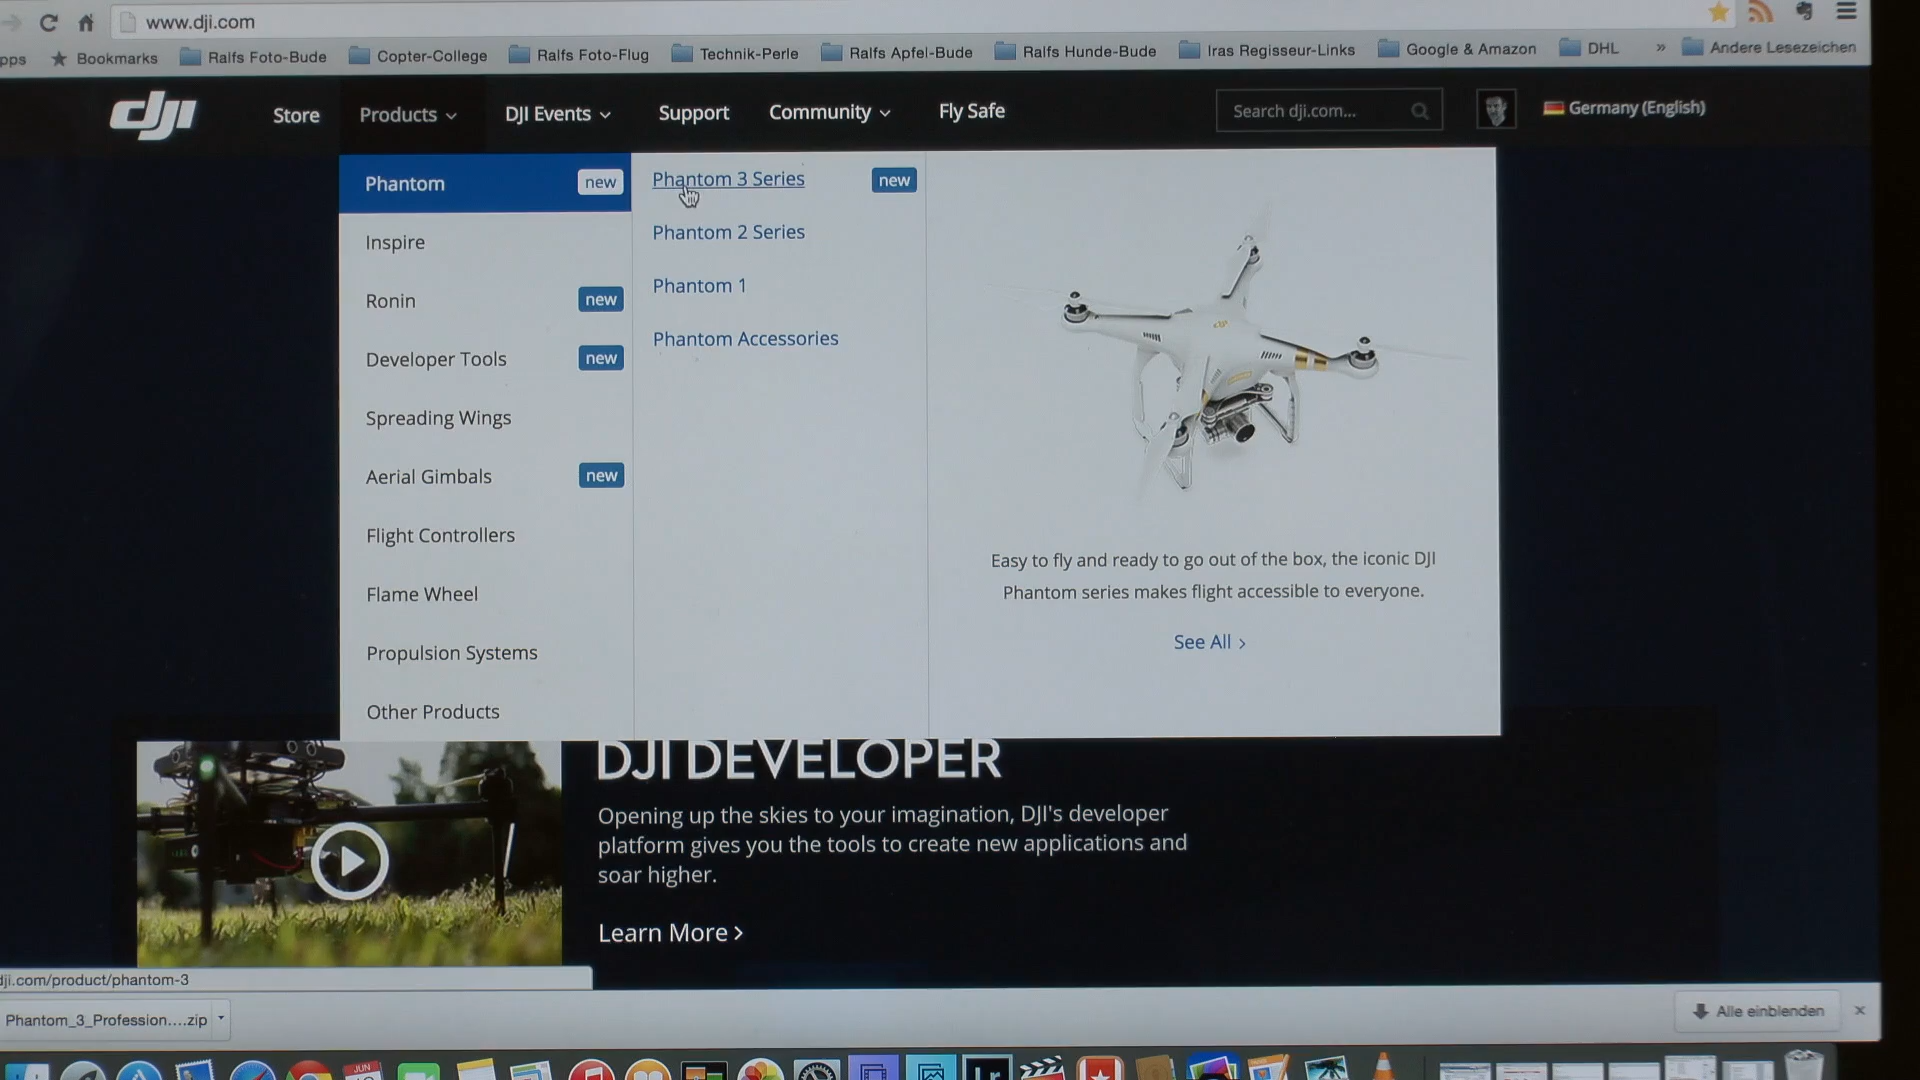 www.dji.com
pps Bookmarks Ralfs Foto-Bude Copter-College Ralfs Foto-Flug Technik-Perle Ralfs Apfel-Bude Ralfs Hunde-Bude Iras Regisseur-Links Google & Amazon DHL » Andere Lesezeichen
dji Store Products DJI Events Support Community Fly Safe Search dji.com... Germany (English)
Phantom new
Inspire
Ronin new
Developer Tools new
Spreading Wings
Aerial Gimbals new
Flight Controllers
Flame Wheel
Propulsion Systems
Other Products
Phantom 3 Series new
Phantom 2 Series
Phantom 1
Phantom Accessories
Easy to fly and ready to go out of the box, the iconic DJI
Phantom series makes flight accessible to everyone.
See All >
DJI DEVELOPER
Opening up the skies to your imagination, DJI's developer
platform gives you the tools to create new applications and
soar higher.
Learn More >
dji.com/product/phantom-3
Phantom_3_Profession....zip
Alle einblenden
JUN
Lr